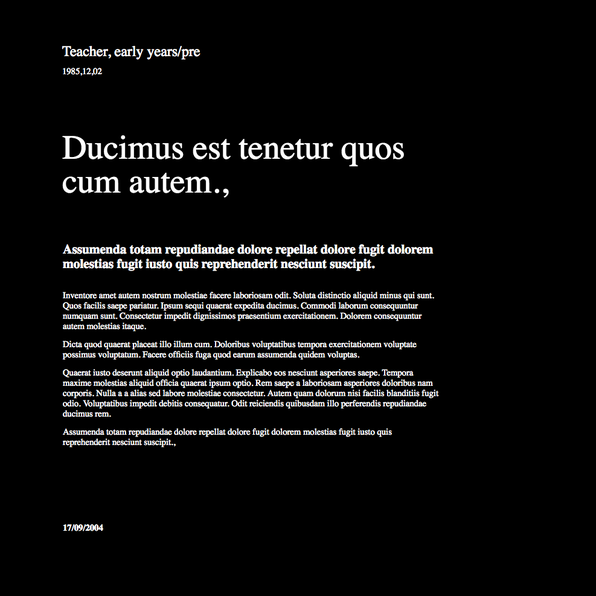 Teacher, early years/pre
1985,12,02
Ducimus est tenetur quos
cum autem.,
Assumenda totam repudiandae dolore repellat dolore fugit dolorem
molestias fugit iusto quis reprehenderit nesciunt suscipit.
Inventore amet autem nostrum molestiae facere laboriosam odit. Soluta distinctio aliquid minus qui sunt.
Quos facilis saepe pariatur. Ipsum sequi quaerat expedita ducimus. Commodi laborum consequuntur
numquam sunt. Consectetur impedit dignissimos praesentium exercitationem. Dolorem consequuntur
autem molestias itaque.
Dicta quod quaerat placeat illo illum cum. Doloribus voluptatibus tempora exercitationem voluptate
possimus voluptatum. Facere officiis fuga quod earum assumenda quidem voluptas.
Quaerat iusto deserunt aliquid optio laudantium. Explicabo eos nesciunt asperiores saepe. Tempora
maxime molestias aliquid officia quaerat ipsum optio. Rem saepe a laboriosam asperiores doloribus nam
corporis. Nulla a a alias sed labore molestiae consectetur. Autem quam dolorum nisi facilis blanditiis fugit
odio. Voluptatibus impedit debitis consequatur. Odit reiciendis quibusdam illo perferendis repudiandae
ducimus rem.
Assumenda totam repudiandae dolore repellat dolore fugit dolorem molestias fugit iusto quis
reprehenderit nesciunt suscipit.,
17/09/2004